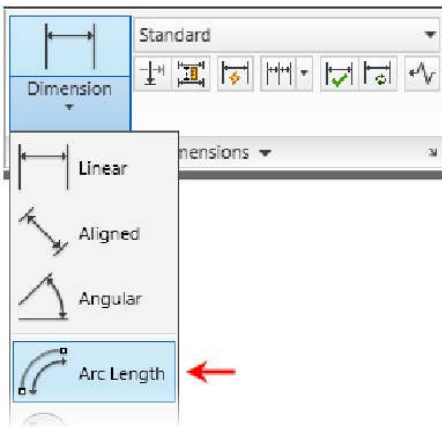 Standard
Dimension
mensions
Linear
Aligned
Angular
Arc Length